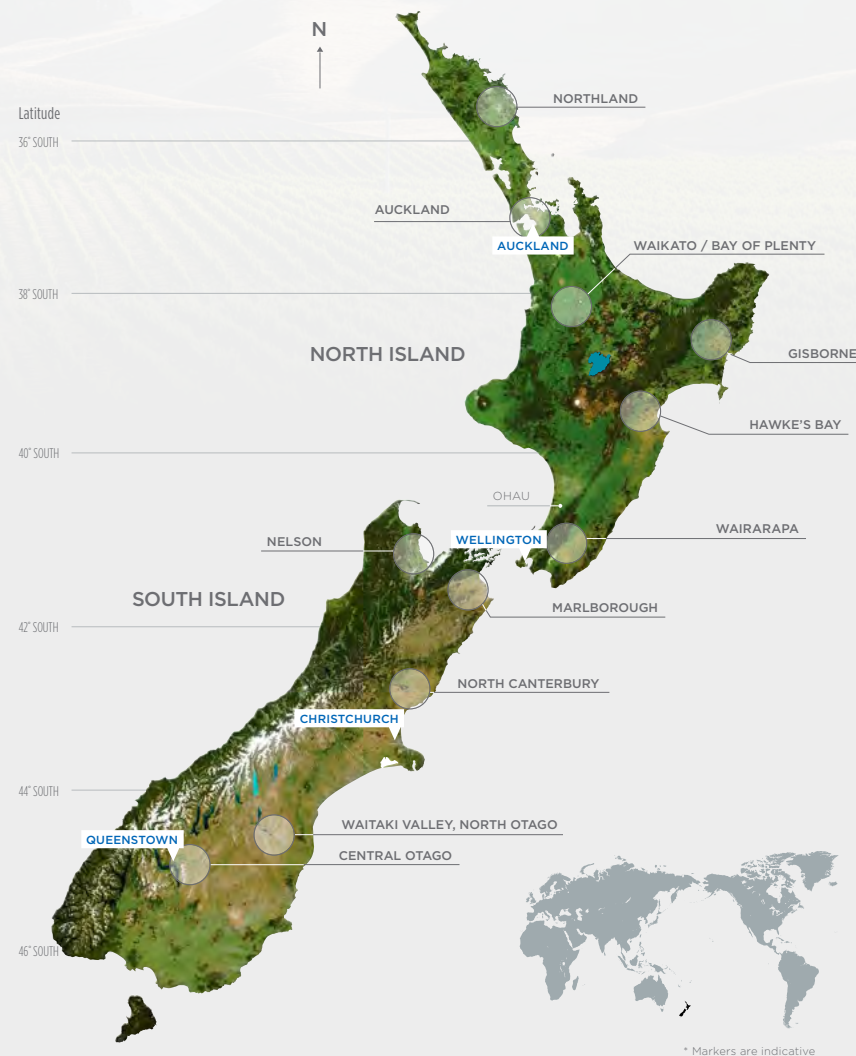 N
NORTHLAND
Latitude
36° SOUTH
AUCKLAND
AUCKLAND
WAIKATO / BAY OF PLENTY
38° SOUTH
NORTH ISLAND
GISBORNE
HAWKE'S BAY
40° SOUTH
OHAU
WAIRARAPA
NELSON
WELLINGTON
SOUTH ISLAND
MARLBOROUGH
42° SOUTH
NORTH CANTERBURY
CHRISTCHURCH
44° SOUTH
WAITAKI VALLEY, NORTH OTAGO
QUEENSTOWN
CENTRAL OTAGO
46° SOUTH
* Markers are indicative